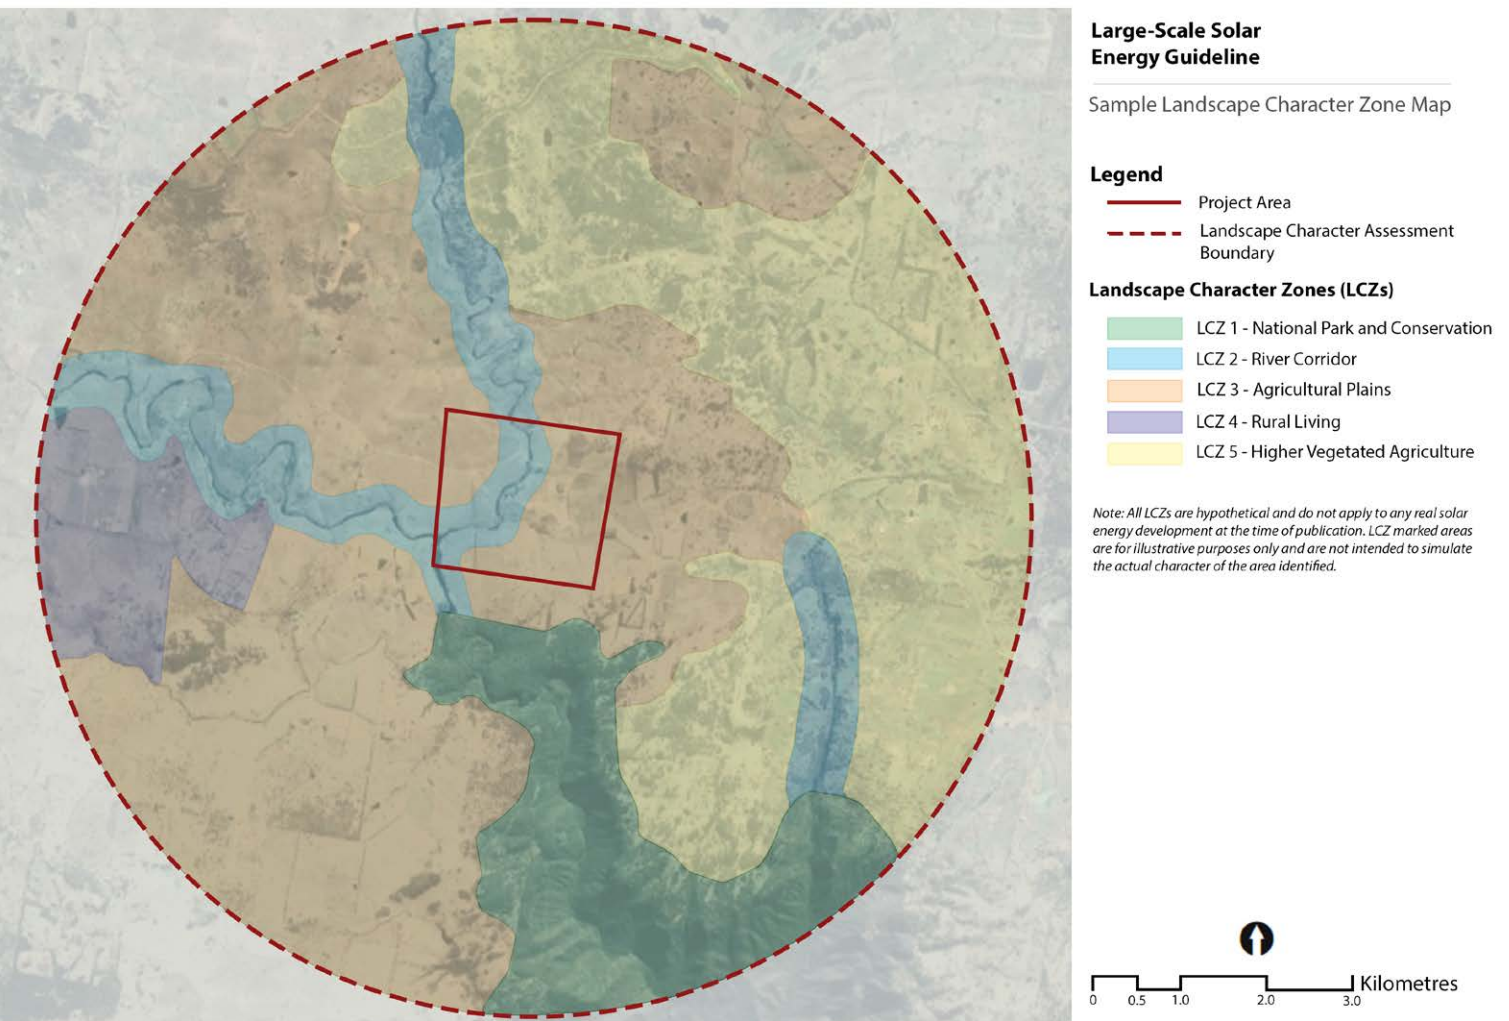 Large-Scale Solar
Energy Guideline
Sample Landscape Character Zone Map
Legend
Project Area
Landscape Character Assessment
Boundary
Landscape Character Zones (LCZs)
LCZ 1 - National Park and Conservation
LCZ 2 - River Corridor
LCZ 3 - Agricultural Plains
LCZ 4 - Rural Living
LCZ 5 - Higher Vegetated Agriculture
Note: All LCZs are hypothetical and do not apply to any real solar
energy development at the time of publication. LCZ marked areas
are for illustrative purposes only and are not intended to simulate
the actual character of the area identified.
Kilometres
0 0.5 1.0 2.0 3.0